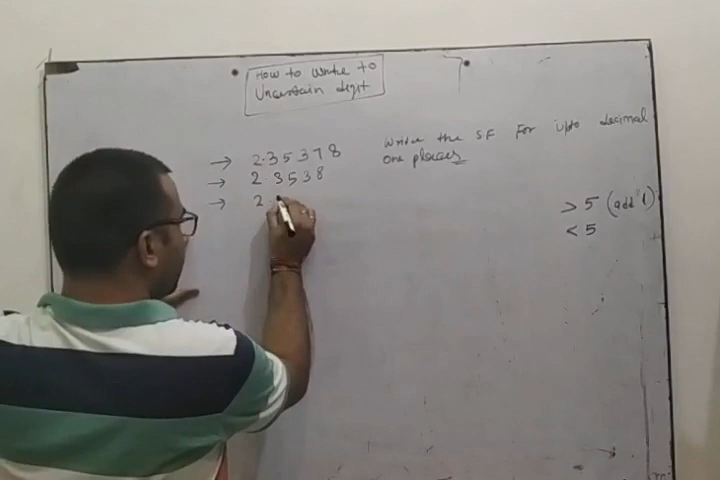 How to write to
Uncertain digit
Write the S.F For upto decimal
one places
→ 2.35378
→ 2.3538
→ 2.
> 5 (add 1)
< 5